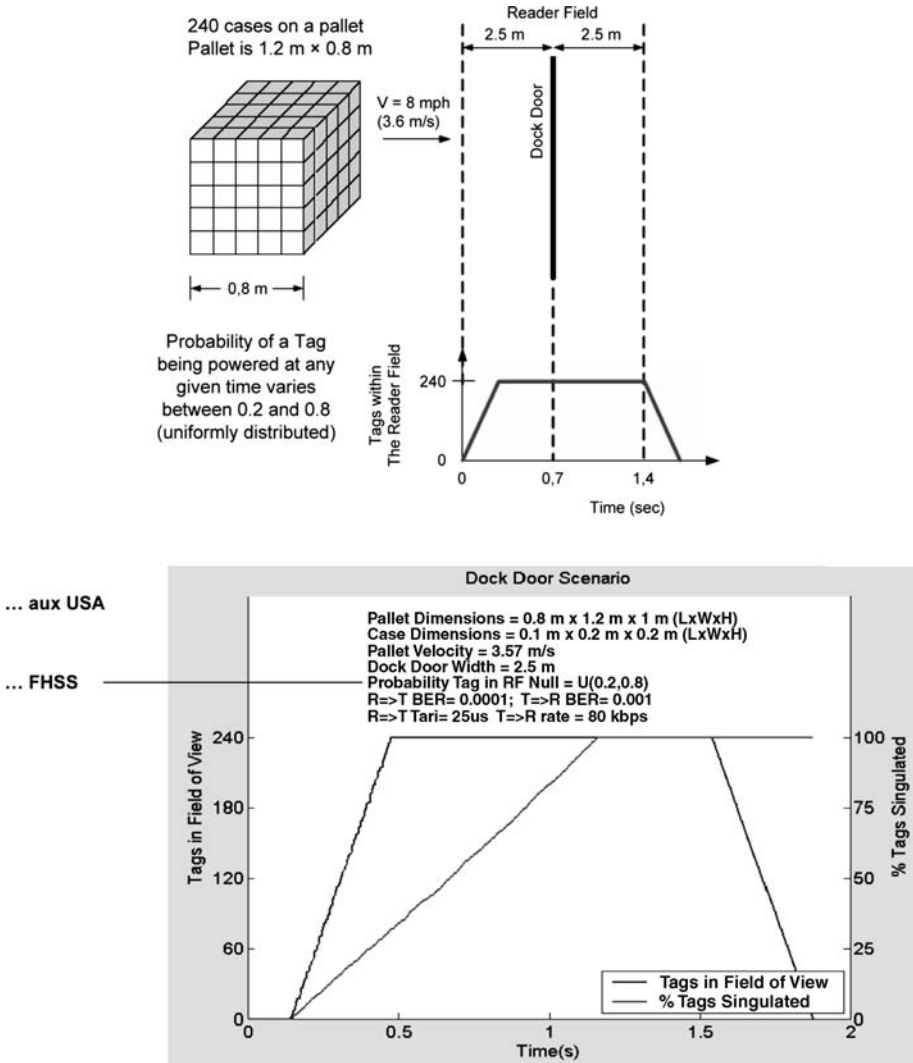 240 cases on a pallet
Pallet is 1.2 m × 0.8 m
Reader Field
2.5 m
2.5 m
V = 8 mph
(3.6 m/s)
Dock Door
0,8 m
Probability of a Tag
being powered at any
given time varies
between 0.2 and 0.8
(uniformly distributed)
Tags within
The Reader Field
240
0
0
0,7
1,4
Time (sec)
Dock Door Scenario
... aux USA
... FHSS
Pallet Dimensions = 0.8 m x 1.2 m x 1 m (LxWxH)
Case Dimensions = 0.1 m x 0.2 m x 0.2 m (LxWxH)
Pallet Velocity = 3.57 m/s
Dock Door Width = 2.5 m
Probability Tag in RF Null = U(0.2,0.8)
R=>T BER= 0.0001; T=>R BER= 0.001
R=>T Tari= 25us T=>R rate = 80 kbps
Tags in Field of View
240
180
120
60
0
100
75
50
25
0
% Tags Singulated
Tags in Field of View
% Tags Singulated
0
0.5
1
1.5
2
Time(s)